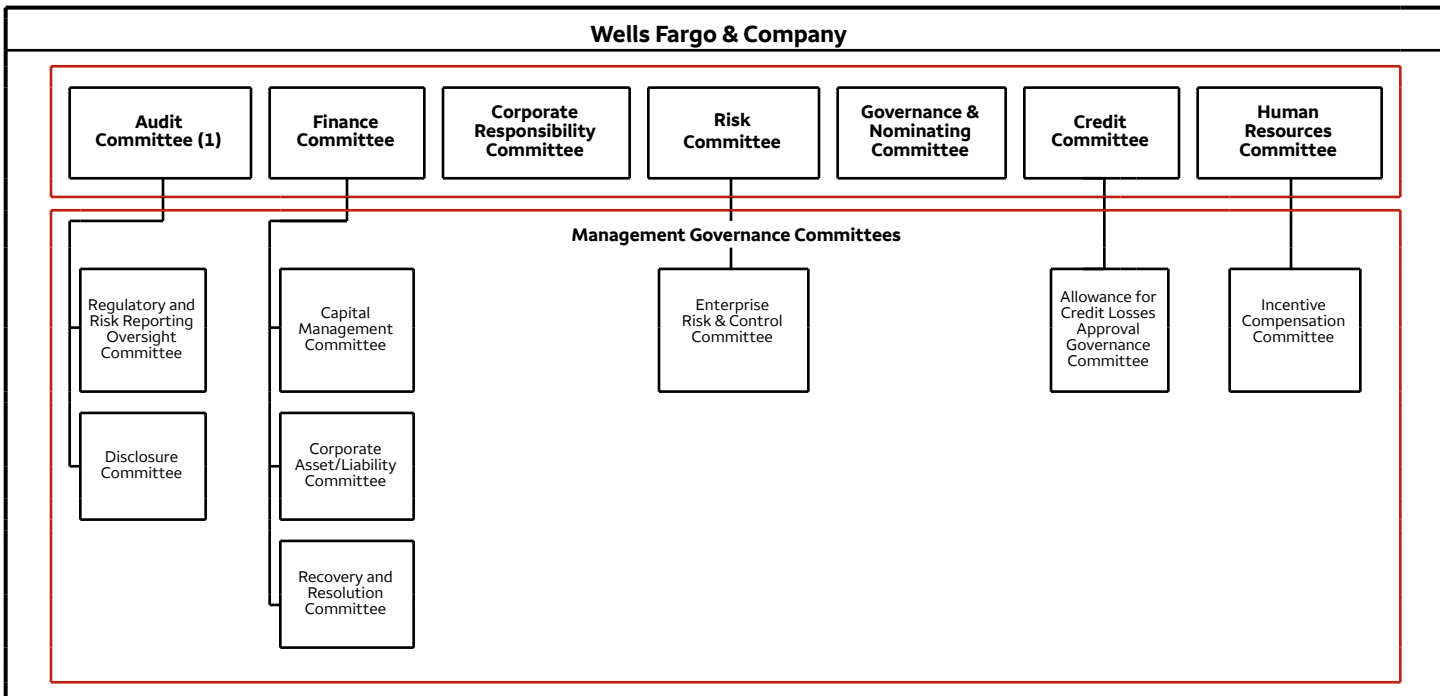 Wells Fargo & Company
Audit
Committee (1)
Finance
Committee
Corporate
Responsibility
Committee
Risk
Committee
Governance &
Nominating
Committee
Credit
Committee
Human
Resources
Committee
Management Governance Committees
Regulatory and
Risk Reporting
Oversight
Committee
Capital
Management
Committee
Enterprise
Risk & Control
Committee
Allowance for
Credit Losses
Approval
Governance
Committee
Incentive
Compensation
Committee
Disclosure
Committee
Corporate
Asset/Liability
Committee
Recovery and
Resolution
Committee